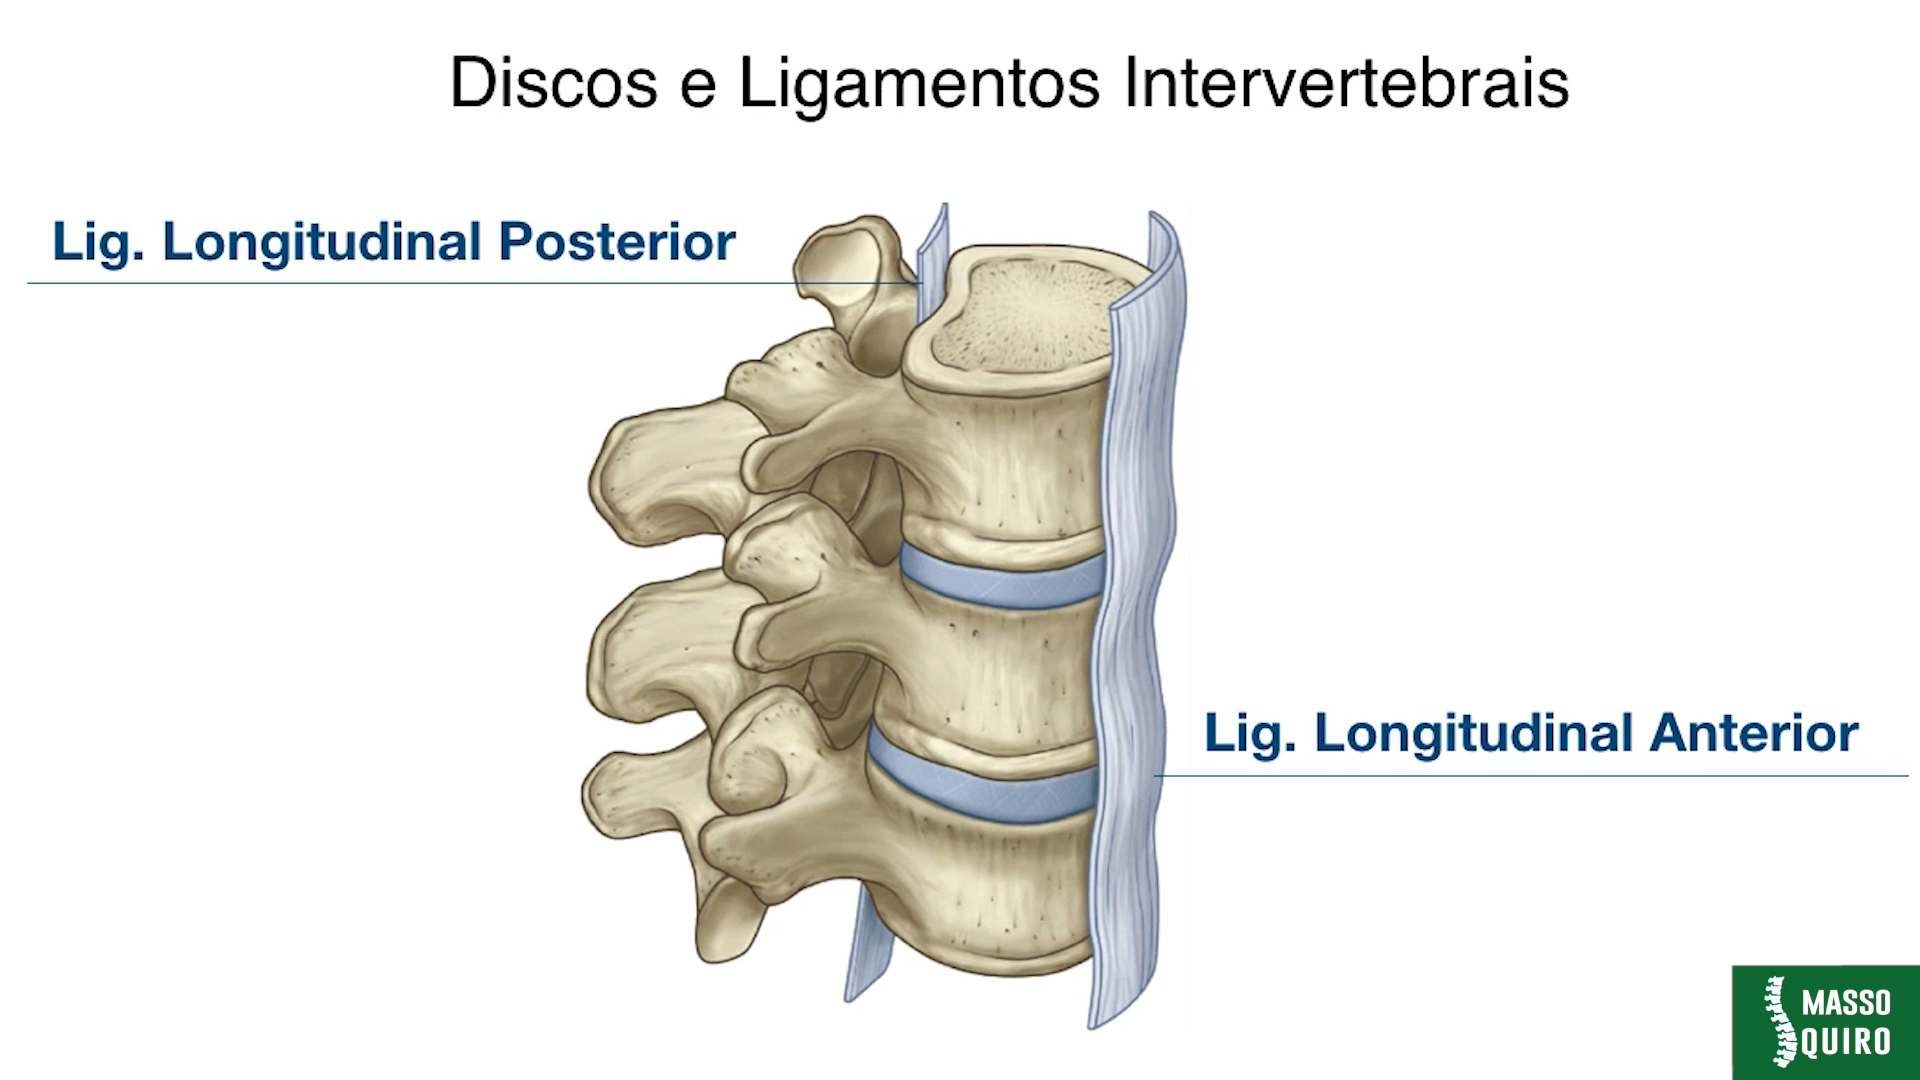 Discos e Ligamentos Intervertebrais
Lig. Longitudinal Posterior
Lig. Longitudinal Anterior
MASSO
QUIRO